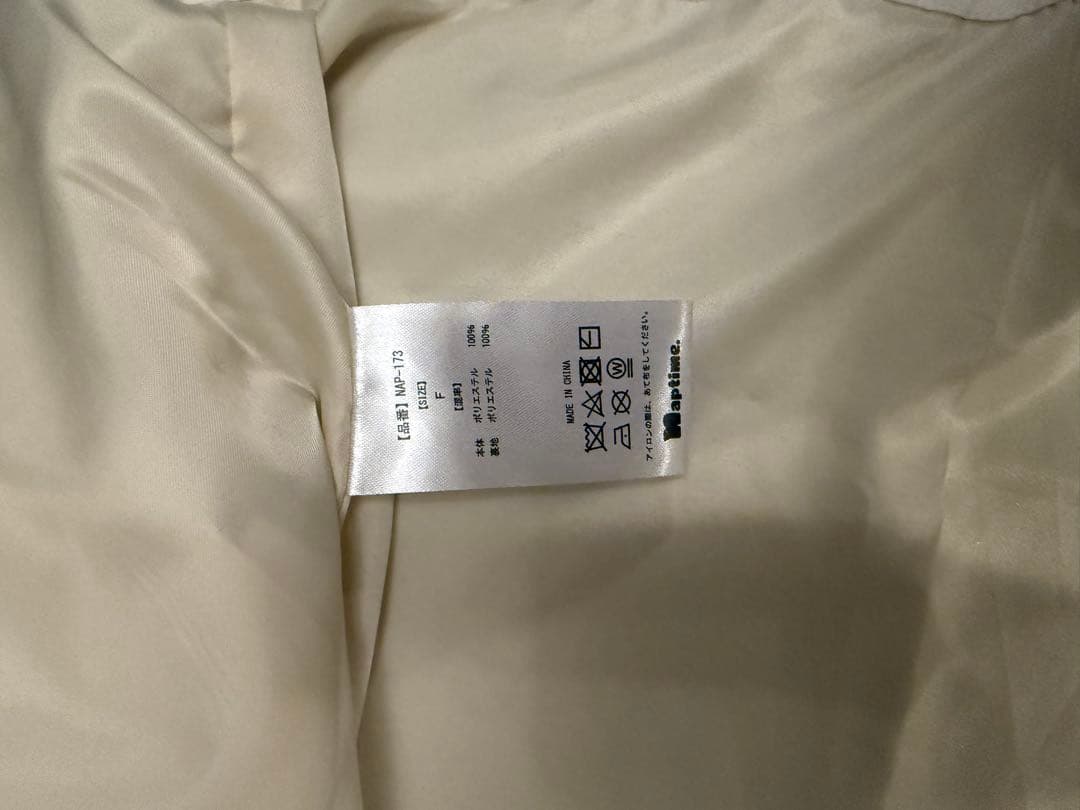 【品番】NAP-173
【SIZE】
F
【混率】
本体 ポリエステル 100%
裏地 ポリエステル 100%
MADE IN CHINA
W
アイロンの際は、あて布をしてください。
Naptime.